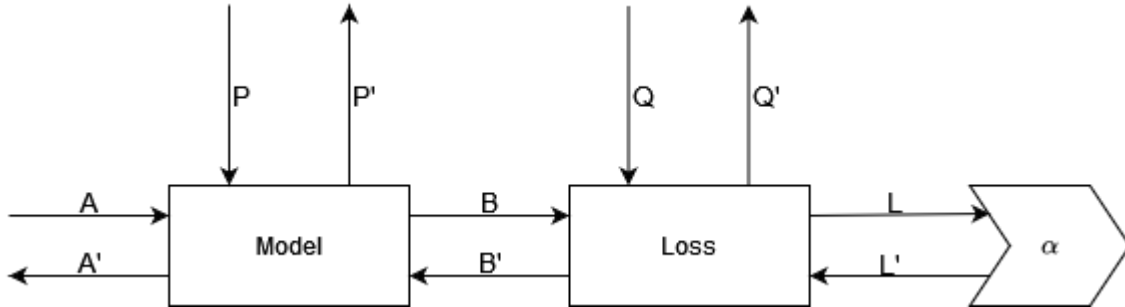 P P' Q Q'
A B L
Model Loss α
A' B' L'